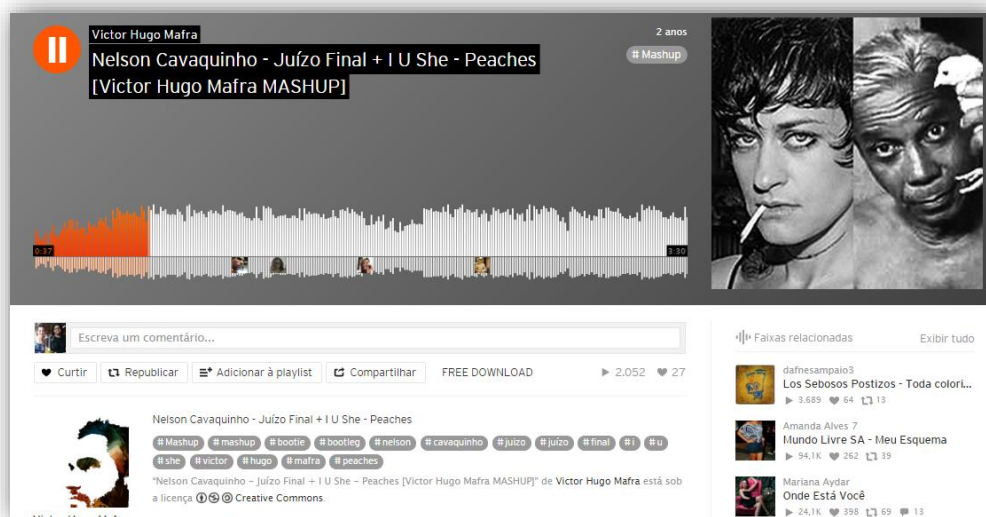 Victor Hugo Mafra
2 anos
Nelson Cavaquinho - Juízo Final + I U She - Peaches
[Victor Hugo Mafra MASHUP]
# Mashup
0:37
3:30
Escreva um comentário...
Curtir
Republicar
Adicionar à playlist
Compartilhar
FREE DOWNLOAD
2.052
27
Nelson Cavaquinho - Juízo Final + I U She - Peaches
# Mashup # mashup # bootie # bootleg # nelson # cavaquinho # juizo # juízo # final # i # u
# she # victor # hugo # mafra # peaches
"Nelson Cavaquinho – Juízo Final + I U She – Peaches [Victor Hugo Mafra MASHUP]" de Victor Hugo Mafra está sob
a licença Creative Commons.
Victor Hugo Mafra
Faixas relacionadas
Exibir tudo
dafnesampaio3
Los Sebosos Postizos - Toda colori...
3.689 64 13
Amanda Alves 7
Mundo Livre SA - Meu Esquema
94,1K 262 39
Mariana Aydar
Onde Está Você
24,1K 398 69 13